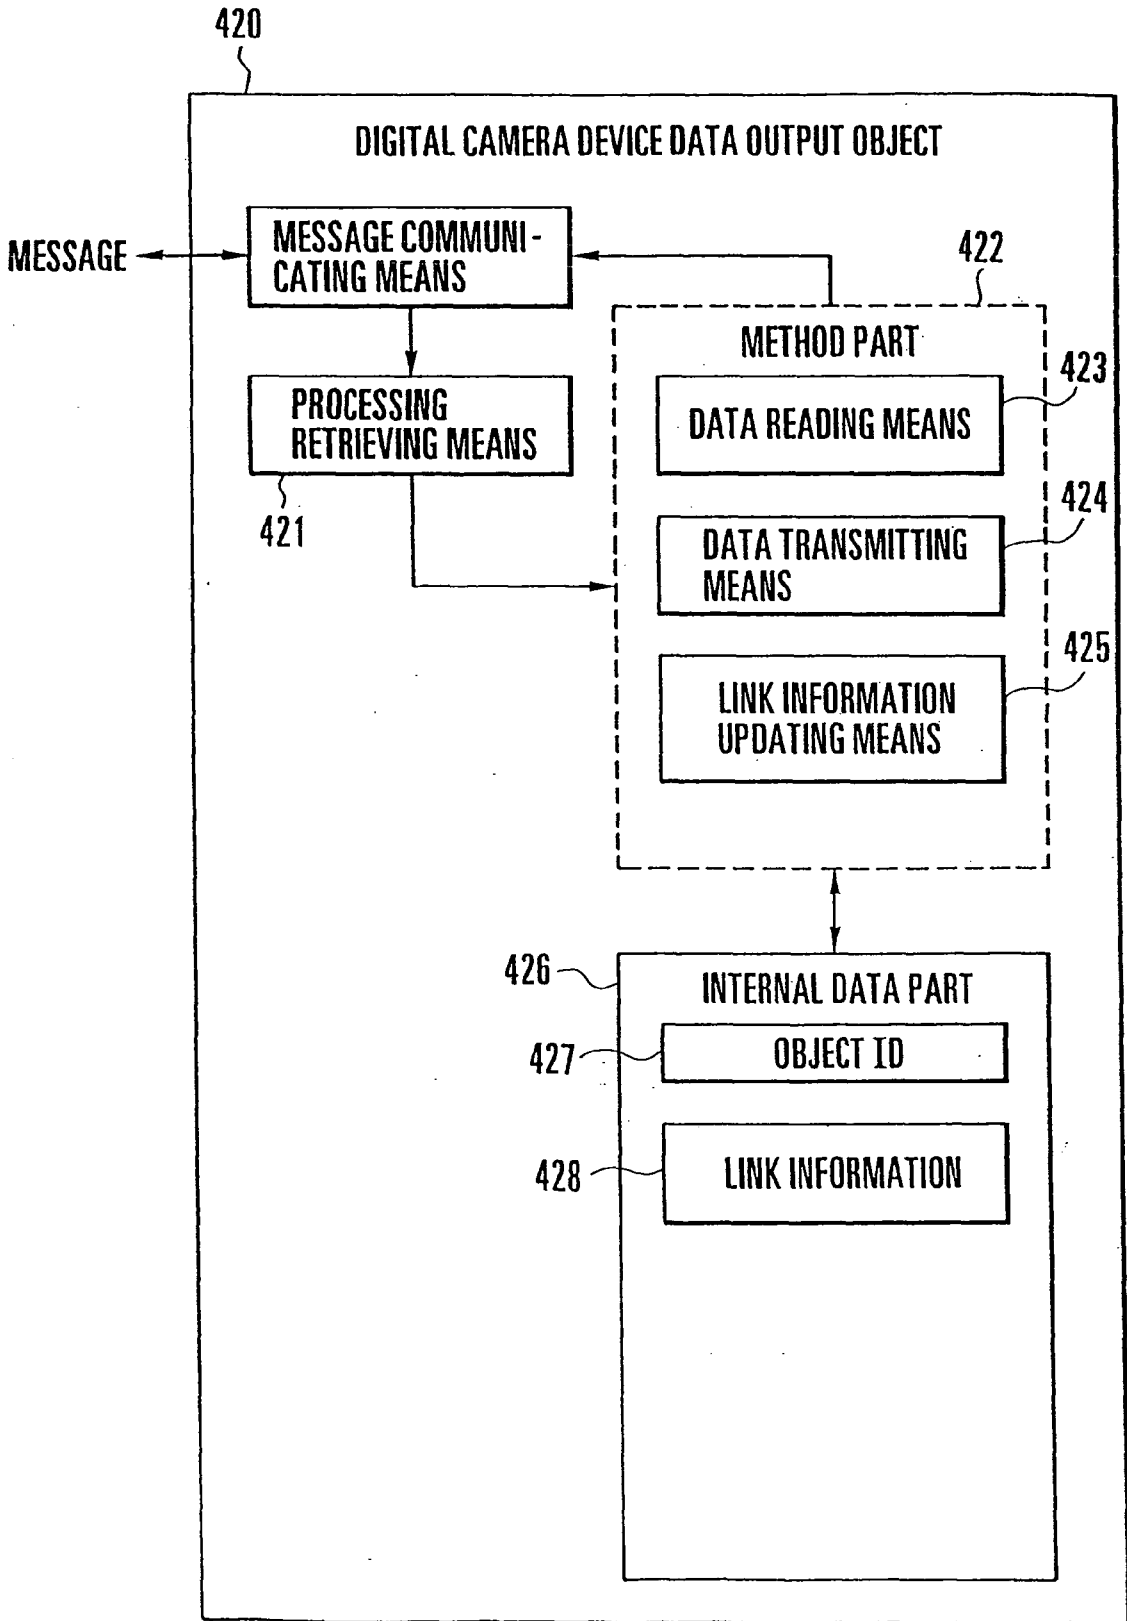 420
DIGITAL CAMERA DEVICE DATA OUTPUT OBJECT
MESSAGE
MESSAGE COMMUNI-
CATING MEANS
422
METHOD PART
PROCESSING
RETRIEVING MEANS
421
423
DATA READING MEANS
424
DATA TRANSMITTING
MEANS
425
LINK INFORMATION
UPDATING MEANS
426
INTERNAL DATA PART
427
OBJECT ID
428
LINK INFORMATION